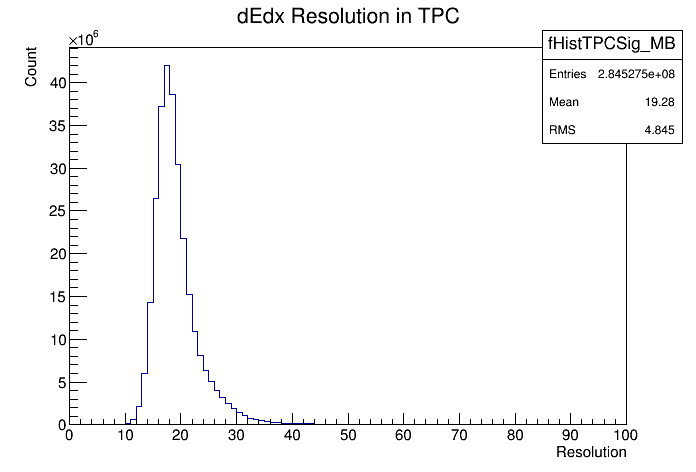 dEdx Resolution in TPC
×10⁶
fHistTPCSig_MB
Entries 2.845275e+08
Mean 19.28
RMS 4.845
Count
40
35
30
25
20
15
10
5
0
0 10 20 30 40 50 60 70 80 90 100
Resolution